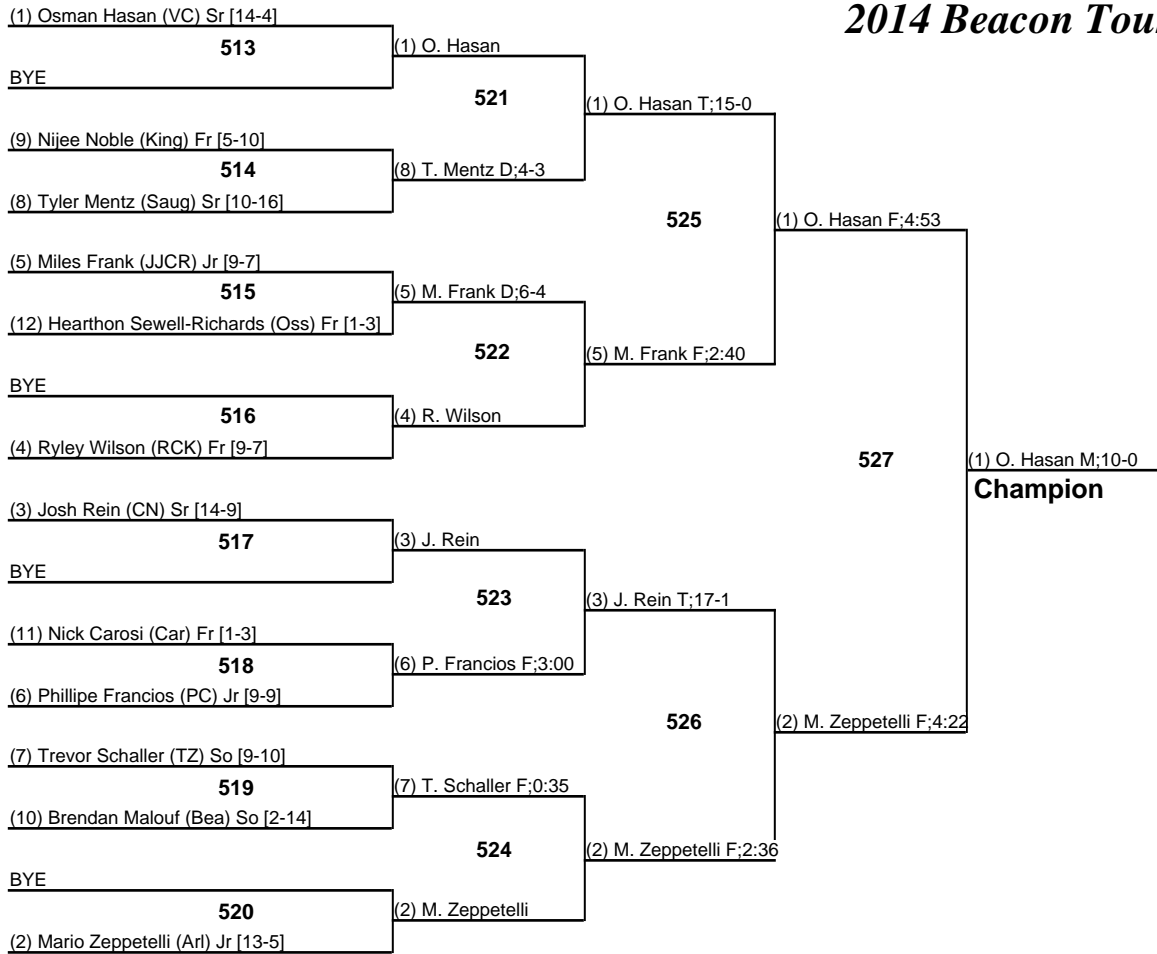 2014 Beacon Tou
(1) Osman Hasan (VC) Sr [14-4]
513
BYE
(1) O. Hasan
521
(1) O. Hasan T;15-0
(9) Nijee Noble (King) Fr [5-10]
514
(8) Tyler Mentz (Saug) Sr [10-16]
(8) T. Mentz D;4-3
525
(1) O. Hasan F;4:53
(5) Miles Frank (JJCR) Jr [9-7]
515
(12) Hearthon Sewell-Richards (Oss) Fr [1-3]
(5) M. Frank D;6-4
522
(5) M. Frank F;2:40
BYE
516
(4) Ryley Wilson (RCK) Fr [9-7]
(4) R. Wilson
527
(1) O. Hasan M;10-0
Champion
(3) Josh Rein (CN) Sr [14-9]
517
BYE
(3) J. Rein
523
(3) J. Rein T;17-1
(11) Nick Carosi (Car) Fr [1-3]
518
(6) Phillipe Francios (PC) Jr [9-9]
(6) P. Francios F;3:00
526
(2) M. Zeppetelli F;4:22
(7) Trevor Schaller (TZ) So [9-10]
519
(10) Brendan Malouf (Bea) So [2-14]
(7) T. Schaller F;0:35
524
(2) M. Zeppetelli F;2:36
BYE
520
(2) Mario Zeppetelli (Arl) Jr [13-5]
(2) M. Zeppetelli